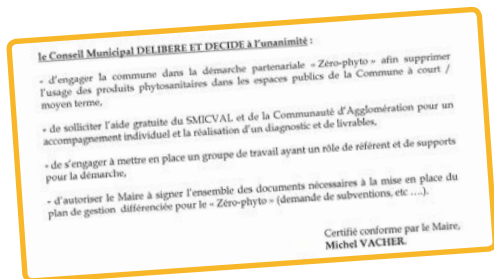 le Conseil Municipal DELIBERE ET DECIDE à l'unanimité :
- d'engager la commune dans la démarche partenariale « Zéro-phyto » afin supprimer
l'usage des produits phytosanitaires dans les espaces publics de la Commune à court /
moyen terme,
- de solliciter l'aide gratuite du SMICVAL et de la Communauté d'Agglomération pour un
accompagnement individuel et la réalisation d'un diagnostic et de livrables,
- de s'engager à mettre en place un groupe de travail ayant un rôle de référent et de supports
pour la démarche,
- d'autoriser le Maire à signer l'ensemble des documents nécessaires à la mise en place du
plan de gestion différenciée pour le « Zéro-phyto » (demande de subventions, etc ....).
Certifié conforme par le Maire,
Michel VACHER.